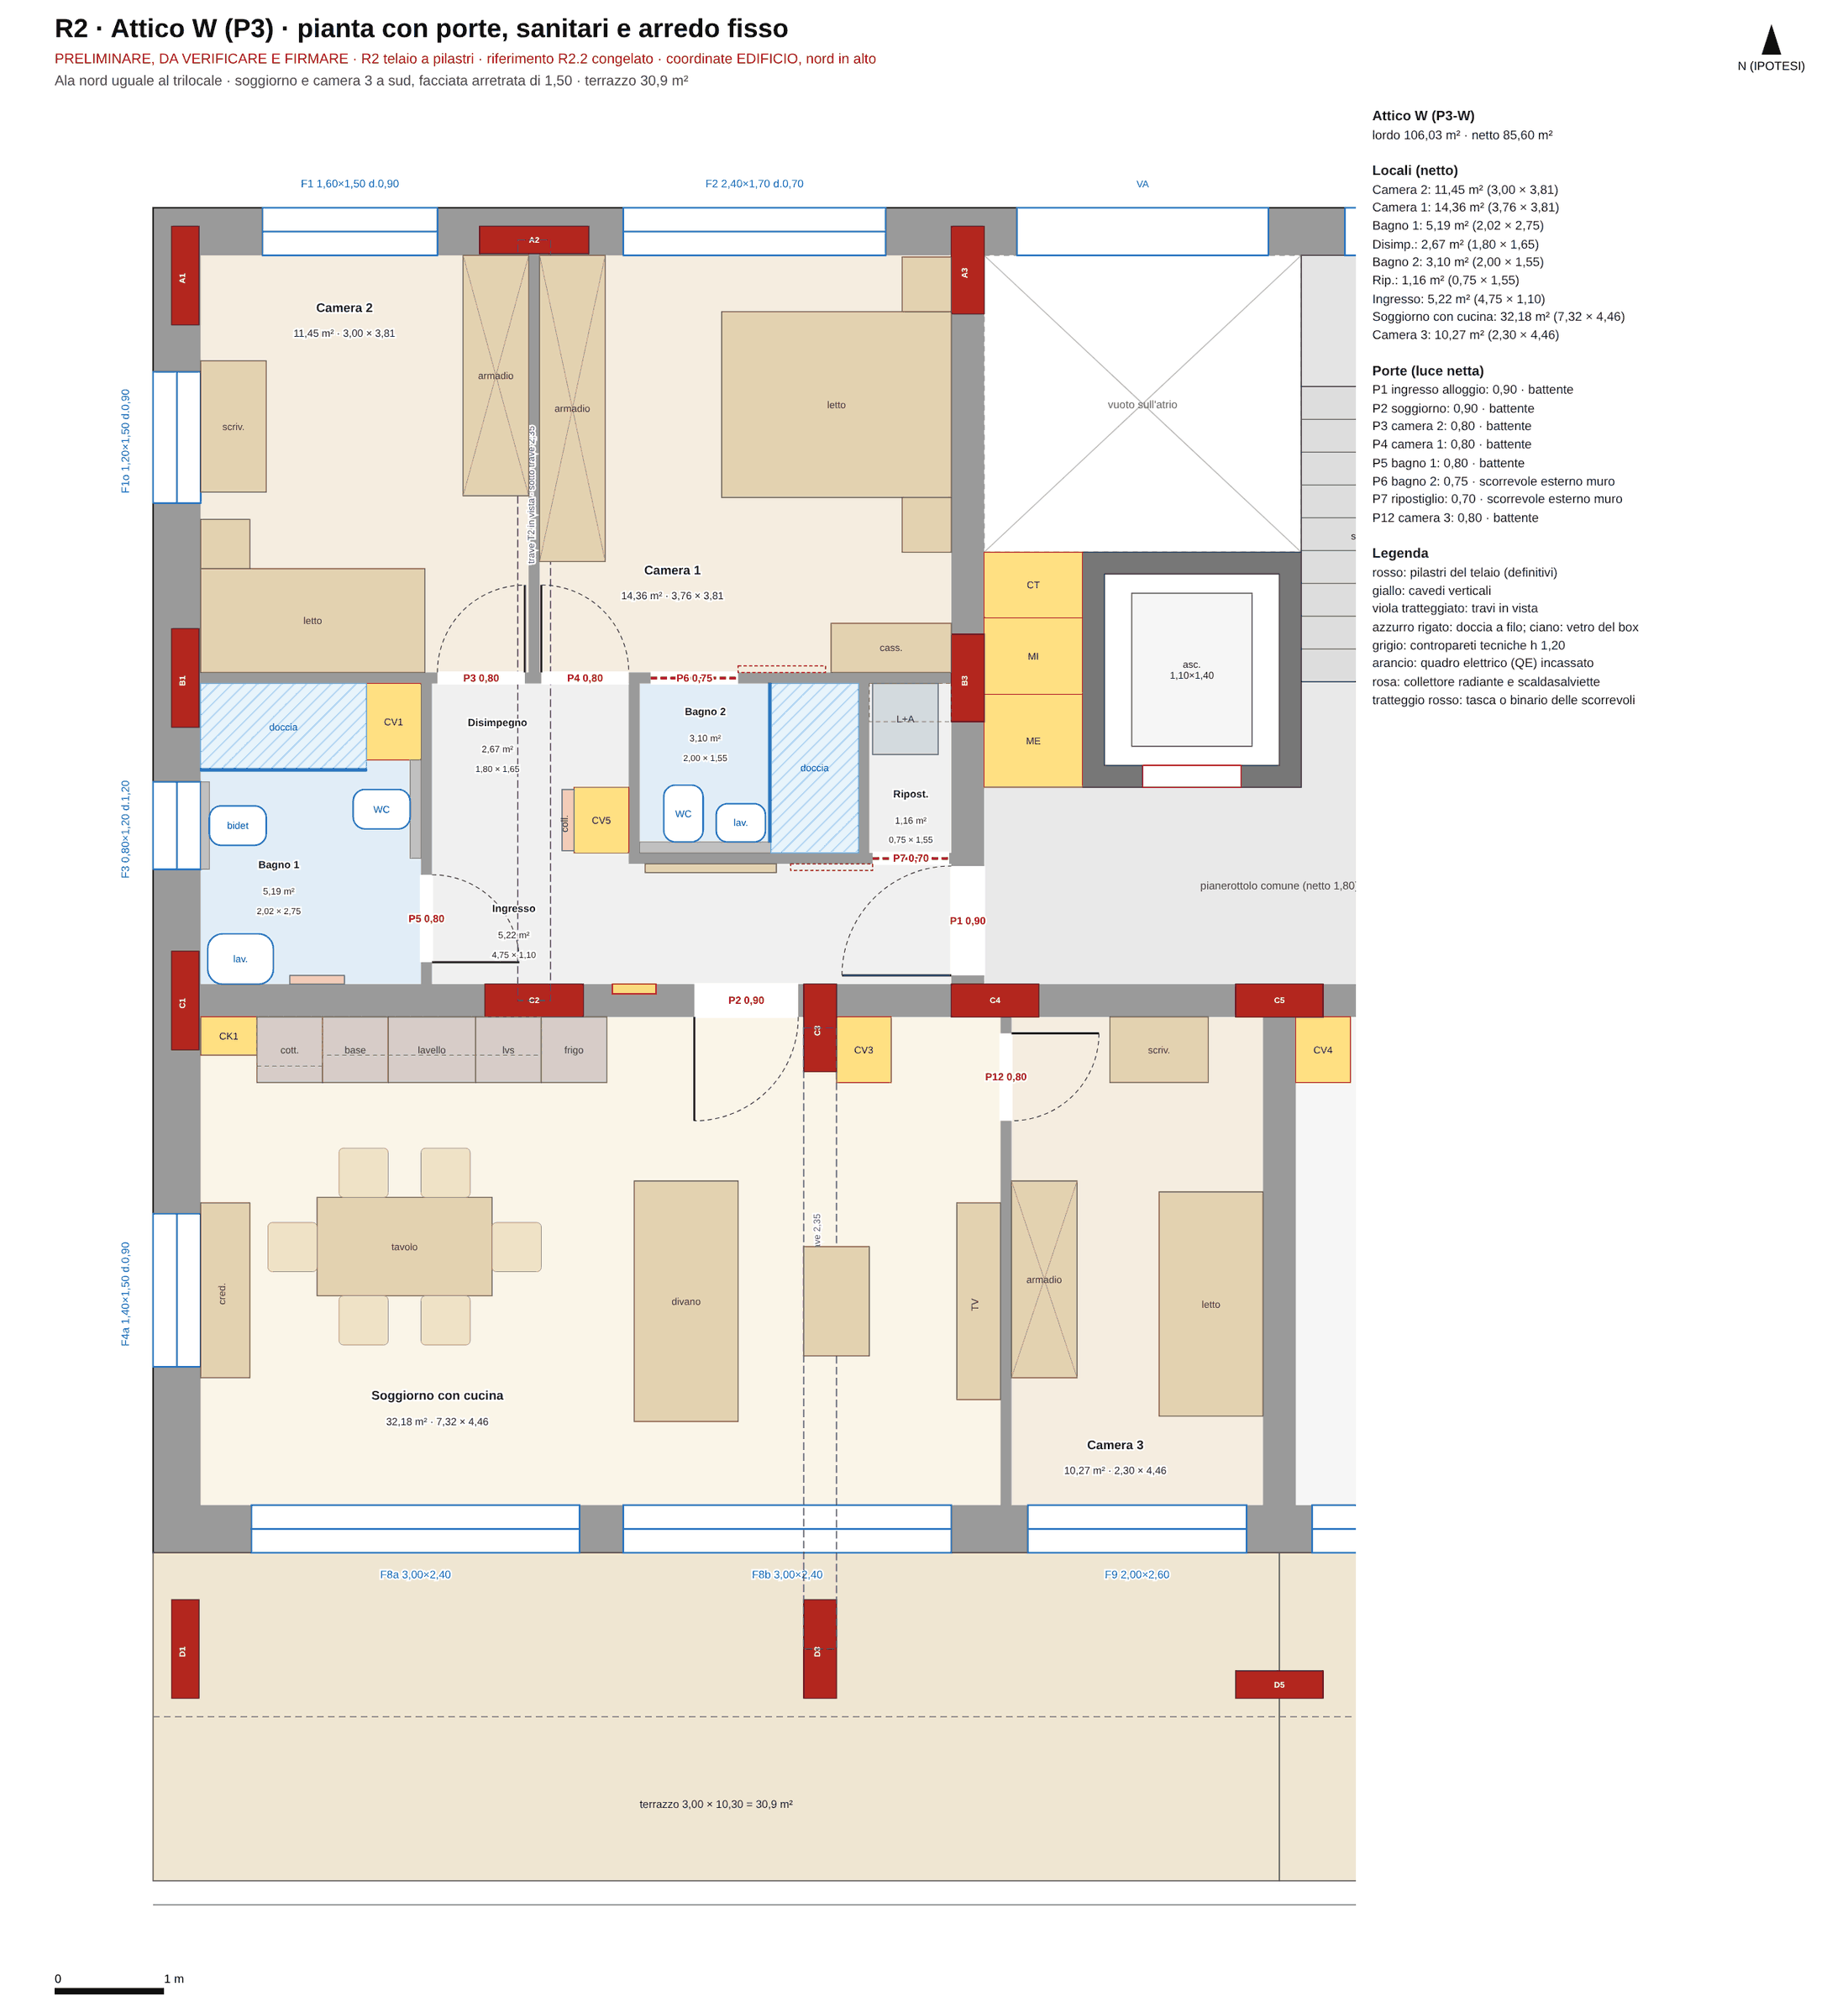 R2 · Attico W (P3) · pianta con porte, sanitari e arredo fisso
PRELIMINARE, DA VERIFICARE E FIRMARE · R2 telaio a pilastri · riferimento R2.2 congelato · coordinate EDIFICIO, nord in alto
Ala nord uguale al trilocale · soggiorno e camera 3 a sud, facciata arretrata di 1,50 · terrazzo 30,9 m²
N (IPOTESI)
Attico W (P3-W)
lordo 106,03 m² · netto 85,60 m²
Locali (netto)
Camera 2: 11,45 m² (3,00 × 3,81)
Camera 1: 14,36 m² (3,76 × 3,81)
Bagno 1: 5,19 m² (2,02 × 2,75)
Disimp.: 2,67 m² (1,80 × 1,65)
Bagno 2: 3,10 m² (2,00 × 1,55)
Rip.: 1,16 m² (0,75 × 1,55)
Ingresso: 5,22 m² (4,75 × 1,10)
Soggiorno con cucina: 32,18 m² (7,32 × 4,46)
Camera 3: 10,27 m² (2,30 × 4,46)
Porte (luce netta)
P1 ingresso alloggio: 0,90 · battente
P2 soggiorno: 0,90 · battente
P3 camera 2: 0,80 · battente
P4 camera 1: 0,80 · battente
P5 bagno 1: 0,80 · battente
P6 bagno 2: 0,75 · scorrevole esterno muro
P7 ripostiglio: 0,70 · scorrevole esterno muro
P12 camera 3: 0,80 · battente
Legenda
rosso: pilastri del telaio (definitivi)
giallo: cavedi verticali
viola tratteggiato: travi in vista
azzurro rigato: doccia a filo; ciano: vetro del box
grigio: contropareti tecniche h 1,20
arancio: quadro elettrico (QE) incassato
rosa: collettore radiante e scaldasalviette
tratteggio rosso: tasca o binario delle scorrevoli
F1 1,60×1,50 d.0,90
F2 2,40×1,70 d.0,70
VA
A1
A2
A3
Camera 2
11,45 m² · 3,00 × 3,81
armadio
armadio
letto
vuoto sull'atrio
F1o 1,20×1,50 d.0,90
scriv.
trave T2 in vista · sotto trave 2,35
s
Camera 1
14,36 m² · 3,76 × 3,81
CT
letto
cass.
MI
asc.
1,10×1,40
B1
B3
P3 0,80
P4 0,80
P6 0,75
doccia
CV1
Disimpegno
2,67 m²
1,80 × 1,65
Bagno 2
3,10 m²
2,00 × 1,55
doccia
L+A
ME
F3 0,80×1,20 d.1,20
bidet
WC
coll.
CV5
WC
lav.
Ripost.
1,16 m²
0,75 × 1,55
P7 0,70
Bagno 1
5,19 m²
2,02 × 2,75
pianerottolo comune (netto 1,80)
P5 0,80
Ingresso
5,22 m²
4,75 × 1,10
P1 0,90
lav.
C1
C2
P2 0,90
C3
C4
C5
CK1
cott.
base
lavello
lvs
frigo
CV3
scriv.
CV4
P12 0,80
F4a 1,40×1,50 d.0,90
cred.
tavolo
divano
ave 2,35
TV
armadio
letto
Soggiorno con cucina
32,18 m² · 7,32 × 4,46
Camera 3
10,27 m² · 2,30 × 4,46
F8a 3,00×2,40
F8b 3,00×2,40
F9 2,00×2,60
D1
D3
D5
terrazzo 3,00 × 10,30 = 30,9 m²
0
1 m